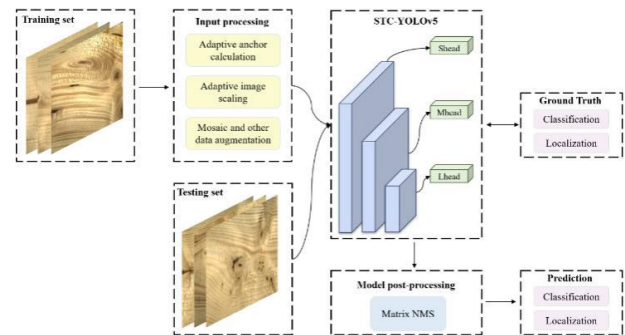 Training set
Input processing
Adaptive anchor
calculation
Adaptive image
scaling
Mosaic and other
data augmentation
Testing set
STC-YOLOv5
Shead
Mhead
Lhead
Ground Truth
Classification
Localization
Model post-processing
Matrix NMS
Prediction
Classification
Localization